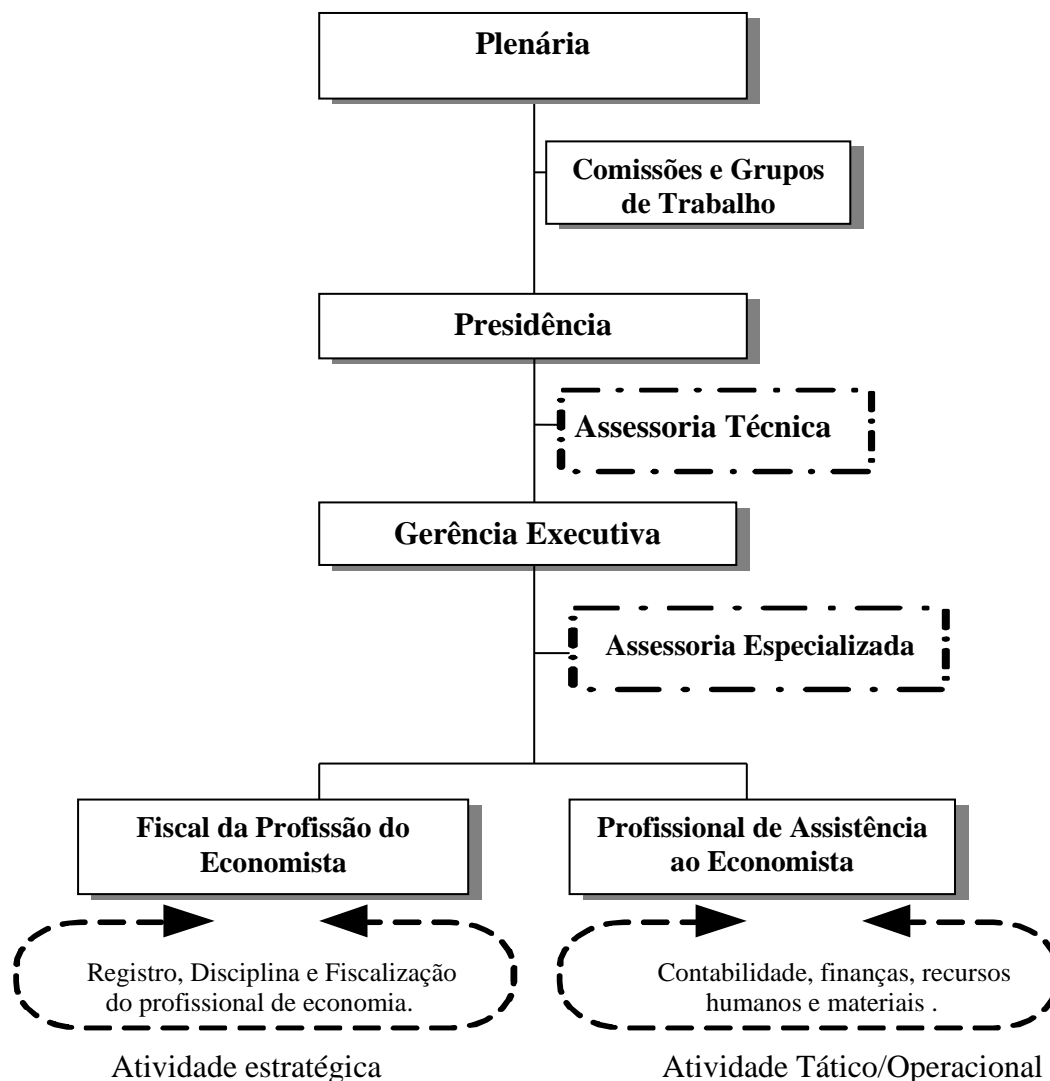 Plenária
Comissões e Grupos
de Trabalho
Presidência
Assessoria Técnica
Gerência Executiva
Assessoria Especializada
Fiscal da Profissão do
Economista
Profissional de Assistência
ao Economista
Registro, Disciplina e Fiscalização
do profissional de economia.
Contabilidade, finanças, recursos
humanos e materiais .
Atividade estratégica
Atividade Tático/Operacional